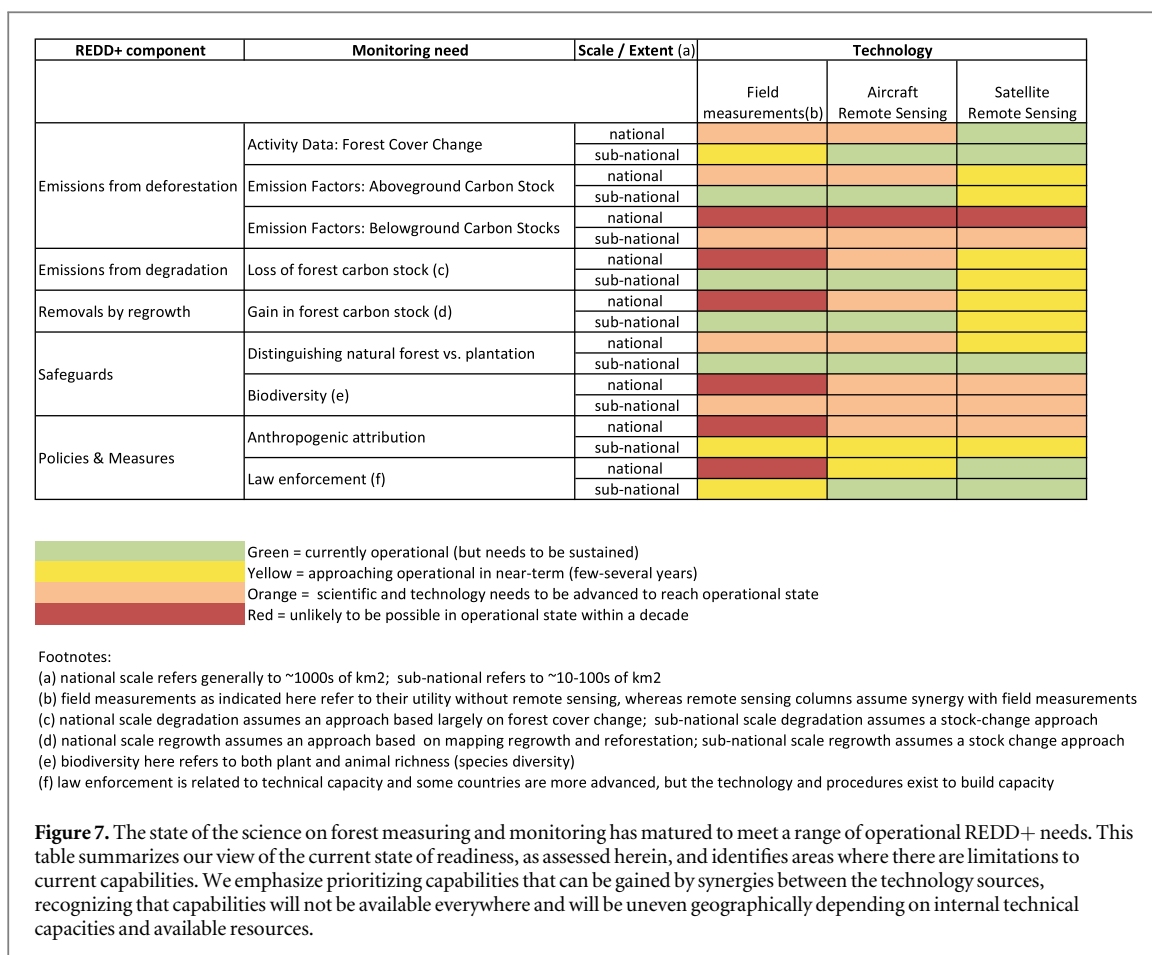 REDD+ component Monitoring need Scale / Extent (a) Technology
Field Aircraft Satellite
measurements(b) Remote Sensing Remote Sensing
Emissions from deforestation
Activity Data: Forest Cover Change
national
sub-national
Emission Factors: Aboveground Carbon Stock
national
sub-national
Emission Factors: Belowground Carbon Stocks
national
sub-national
Emissions from degradation
Loss of forest carbon stock (c)
national
sub-national
Removals by regrowth
Gain in forest carbon stock (d)
national
sub-national
Safeguards
Distinguishing natural forest vs. plantation
national
sub-national
Biodiversity (e)
national
sub-national
Policies & Measures
Anthropogenic attribution
national
sub-national
Law enforcement (f)
national
sub-national
Green = currently operational (but needs to be sustained)
Yellow = approaching operational in near-term (few-several years)
Orange = scientific and technology needs to be advanced to reach operational state
Red = unlikely to be possible in operational state within a decade
Footnotes:
(a) national scale refers generally to ~1000s of km2; sub-national refers to ~10-100s of km2
(b) field measurements as indicated here refer to their utility without remote sensing, whereas remote sensing columns assume synergy with field measurements
(c) national scale degradation assumes an approach based largely on forest cover change; sub-national scale degradation assumes a stock-change approach
(d) national scale regrowth assumes an approach based on mapping regrowth and reforestation; sub-national scale regrowth assumes a stock change approach
(e) biodiversity here refers to both plant and animal richness (species diversity)
(f) law enforcement is related to technical capacity and some countries are more advanced, but the technology and procedures exist to build capacity
Figure 7. The state of the science on forest measuring and monitoring has matured to meet a range of operational REDD+ needs. This
table summarizes our view of the current state of readiness, as assessed herein, and identifies areas where there are limitations to
current capabilities. We emphasize prioritizing capabilities that can be gained by synergies between the technology sources,
recognizing that capabilities will not be available everywhere and will be uneven geographically depending on internal technical
capacities and available resources.